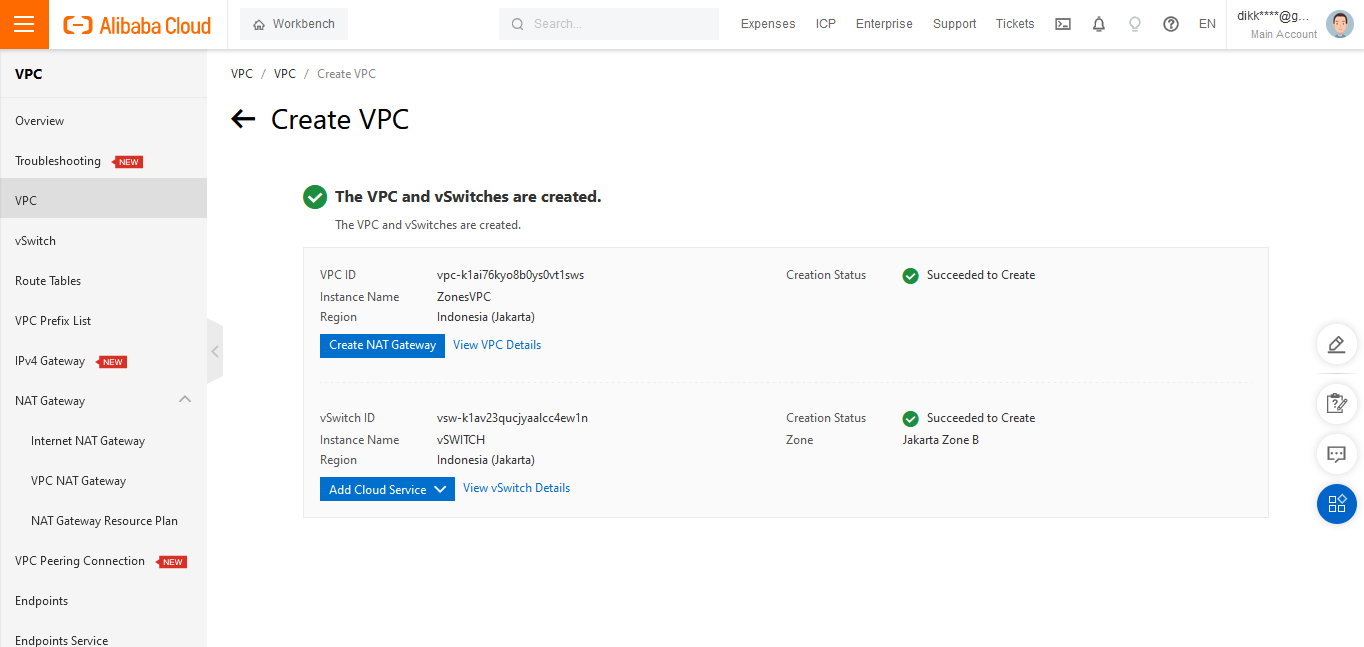 Alibaba Cloud
Workbench
Search...
Expenses
ICP
Enterprise
Support
Tickets
EN
dikk****@g...
Main Account
VPC
Overview
Troubleshooting NEW
VPC
vSwitch
Route Tables
VPC Prefix List
IPv4 Gateway NEW
NAT Gateway
Internet NAT Gateway
VPC NAT Gateway
NAT Gateway Resource Plan
VPC Peering Connection NEW
Endpoints
Endpoints Service
VPC / VPC / Create VPC
Create VPC
The VPC and vSwitches are created.
The VPC and vSwitches are created.
VPC ID vpc-k1ai76kyo8b0ys0vt1sws Creation Status Succeeded to Create
Instance Name ZonesVPC
Region Indonesia (Jakarta)
Create NAT Gateway View VPC Details
vSwitch ID vsw-k1av23qucjyaalcc4ew1n Creation Status Succeeded to Create
Instance Name vSWITCH Zone Jakarta Zone B
Region Indonesia (Jakarta)
Add Cloud Service View vSwitch Details